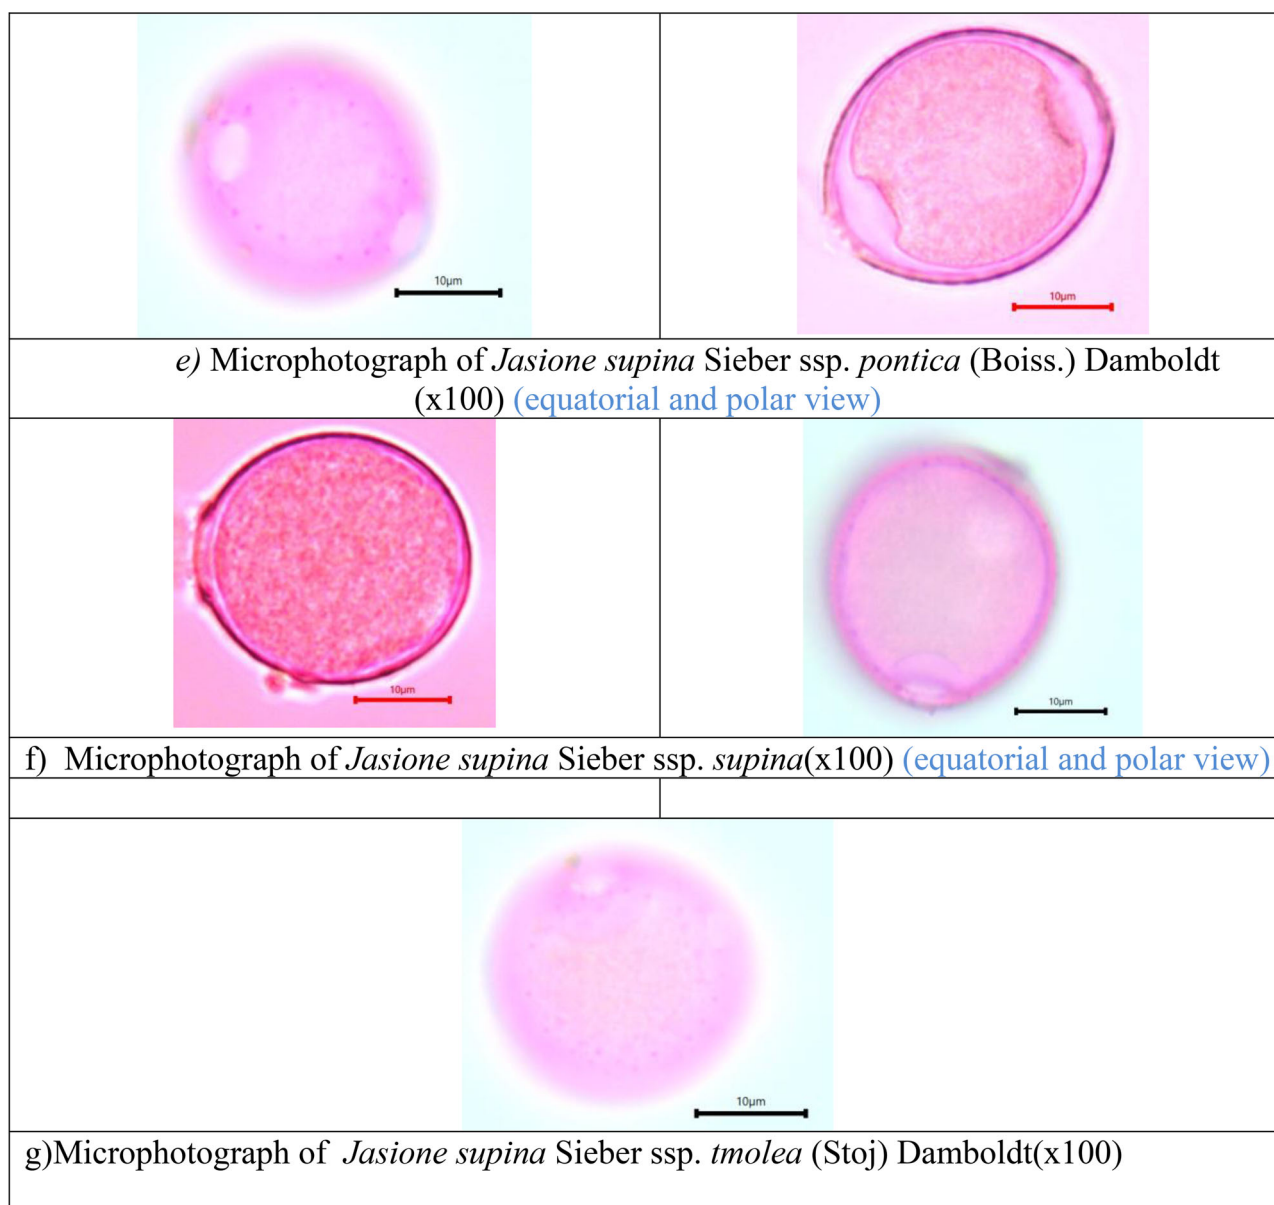 10µm
10µm
e) Microphotograph of Jasione supina Sieber ssp. pontica (Boiss.) Damboldt
(x100) (equatorial and polar view)
10µm
10µm
f) Microphotograph of Jasione supina Sieber ssp. supina(x100) (equatorial and polar view)
10µm
g)Microphotograph of Jasione supina Sieber ssp. tmolea (Stoj) Damboldt(x100)